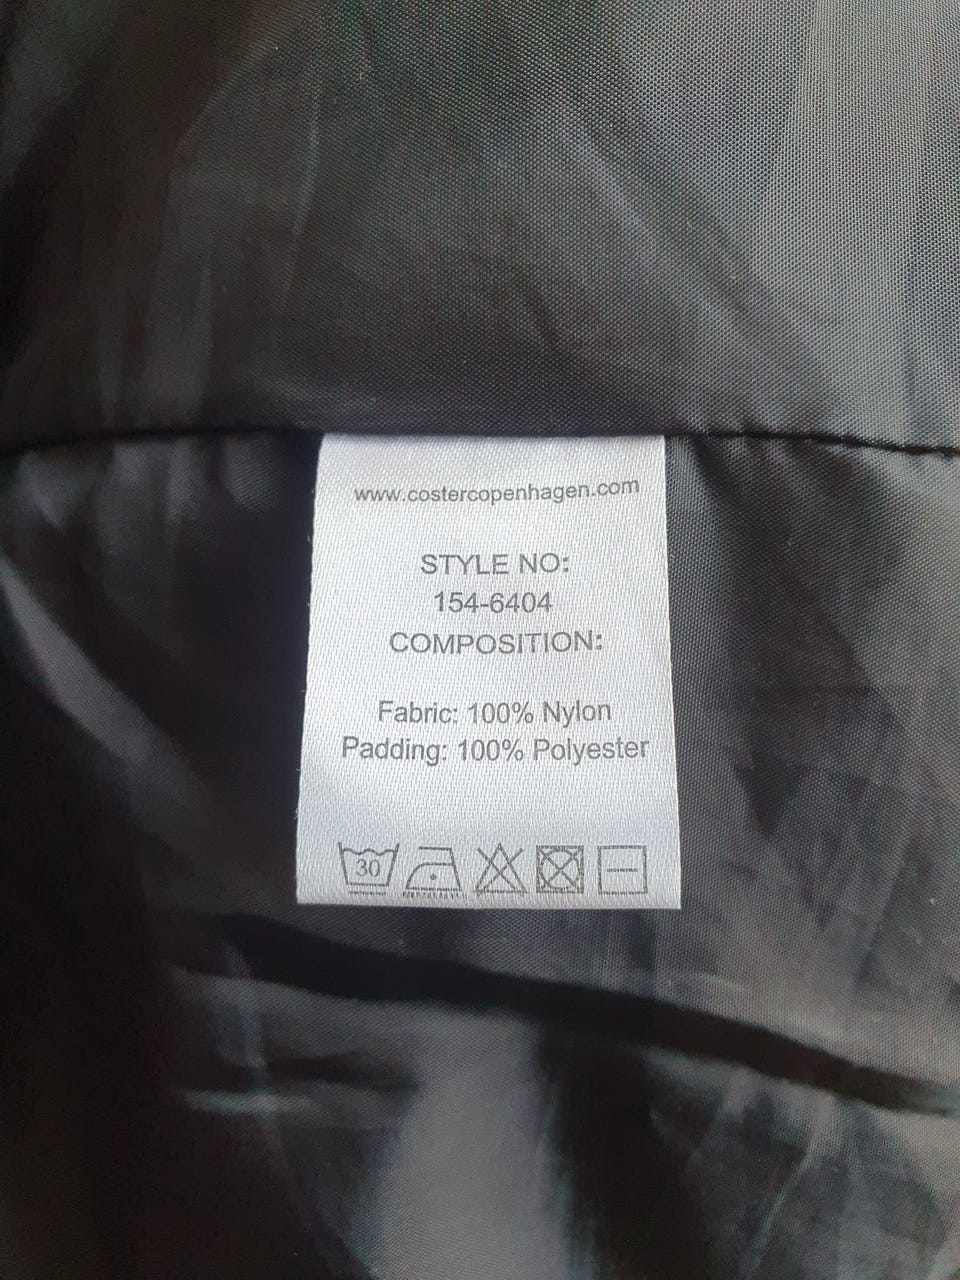 www.costercopenhagen.com
STYLE NO:
154-6404
COMPOSITION:
Fabric: 100% Nylon
Padding: 100% Polyester
30